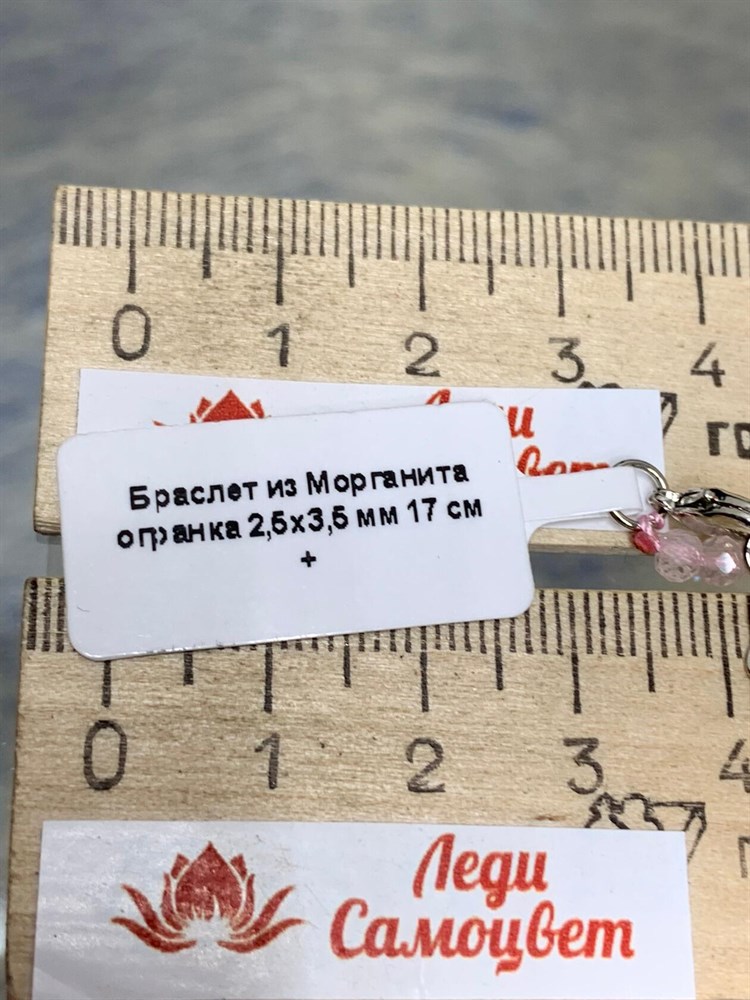 0 1 2 3 4
Леди
Браслет из Морганита
огранка 2,5х3,5 мм 17 см
+
0 1 2 3 4
Леди
Самоцвет